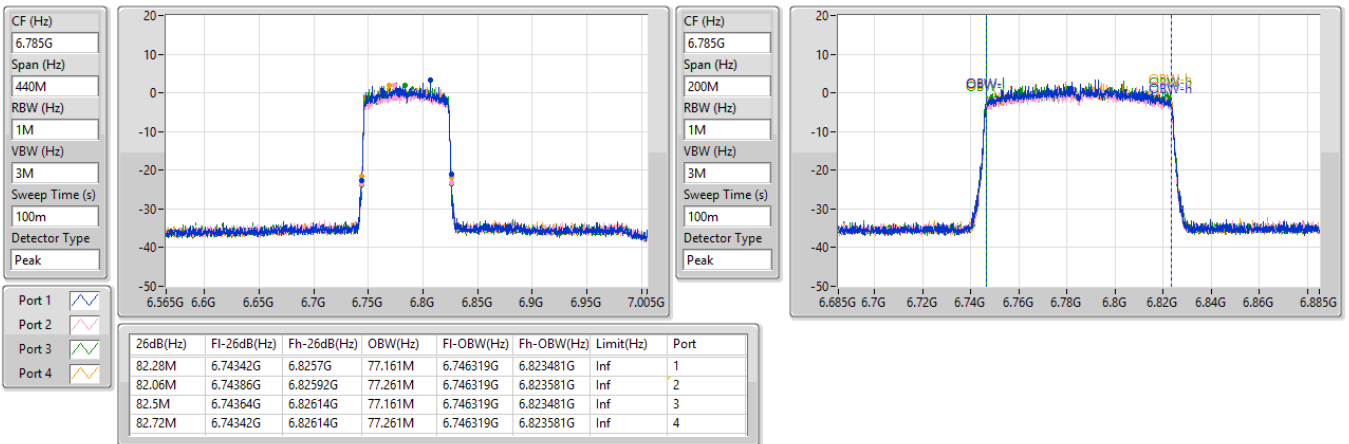 CF (Hz)
6.785G
Span (Hz)
440M
RBW (Hz)
1M
VBW (Hz)
3M
Sweep Time (s)
100m
Detector Type
Peak
20
10
0
-10
-20
-30
-40
-50
6.565G 6.6G 6.65G 6.7G 6.75G 6.8G 6.85G 6.9G 6.95G 7.005G
CF (Hz)
6.785G
Span (Hz)
200M
RBW (Hz)
1M
VBW (Hz)
3M
Sweep Time (s)
100m
Detector Type
Peak
20
10
0
-10
-20
-30
-40
-50
OBW-l
OBW-h
OBW-h
6.685G 6.7G 6.72G 6.74G 6.76G 6.78G 6.8G 6.82G 6.84G 6.86G 6.885G
Port 1
Port 2
Port 3
Port 4
26dB(Hz) Fl-26dB(Hz) Fh-26dB(Hz) OBW(Hz) Fl-OBW(Hz) Fh-OBW(Hz) Limit(Hz) Port
82.28M 6.74342G 6.8257G 77.161M 6.746319G 6.823481G Inf 1
82.06M 6.74386G 6.82592G 77.261M 6.746319G 6.823581G Inf 2
82.5M 6.74364G 6.82614G 77.161M 6.746319G 6.823481G Inf 3
82.72M 6.74342G 6.82614G 77.261M 6.746319G 6.823581G Inf 4